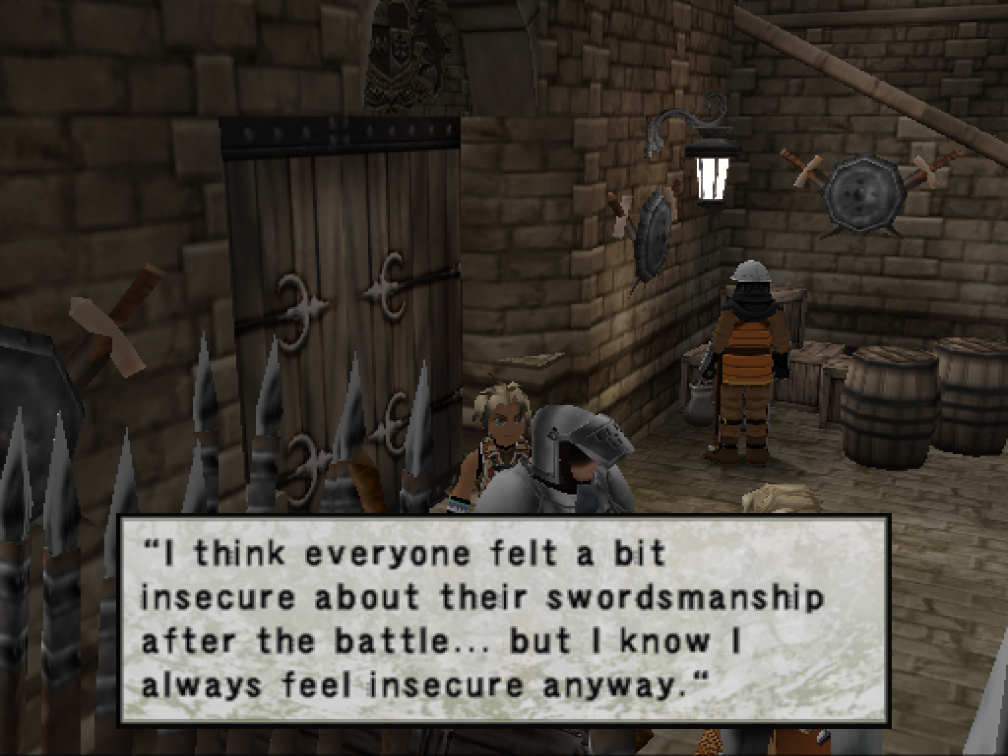 “I think everyone felt a bit
insecure about their swordsmanship
after the battle... but I know I
always feel insecure anyway.“